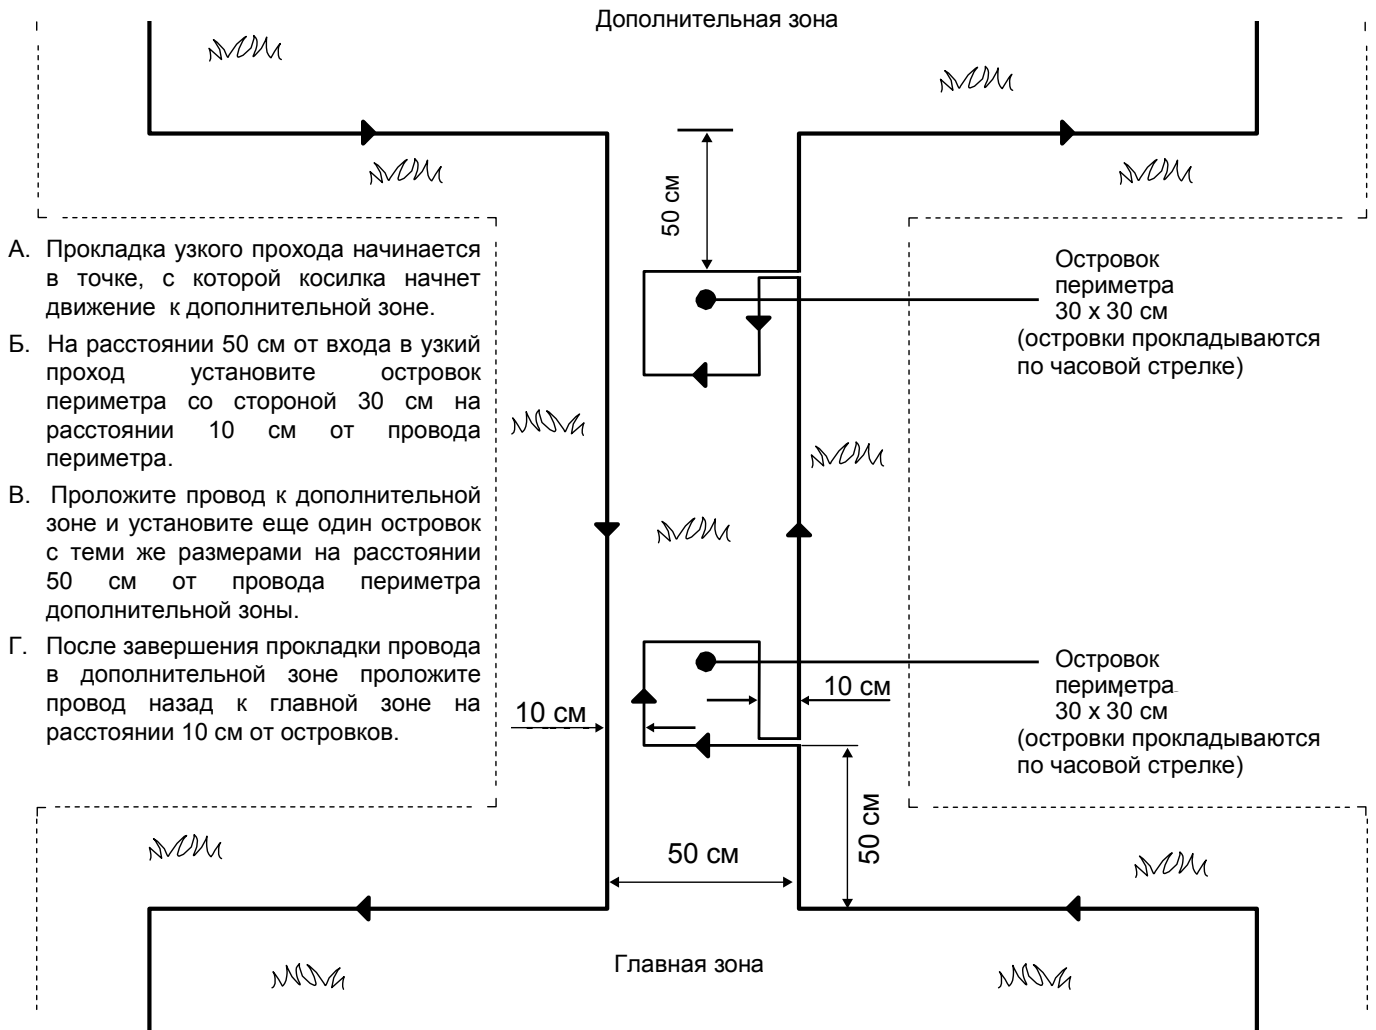 Дополнительная зона
50 см
А. Прокладка узкого прохода начинается
в точке, с которой косилка начнет
движение к дополнительной зоне.
Б. На расстоянии 50 см от входа в узкий
проход установите островок
периметра со стороной 30 см на
расстоянии 10 см от провода
периметра.
В. Проложите провод к дополнительной
зоне и установите еще один островок
с теми же размерами на расстоянии
50 см от провода периметра
дополнительной зоны.
Г. После завершения прокладки провода
в дополнительной зоне проложите
провод назад к главной зоне на
расстоянии 10 см от островков.
Островок
периметра
30 x 30 см
(островки прокладываются
по часовой стрелке)
Островок
периметра
30 x 30 см
(островки прокладываются
по часовой стрелке)
10 см
10 см
50 см
50 см
Главная зона